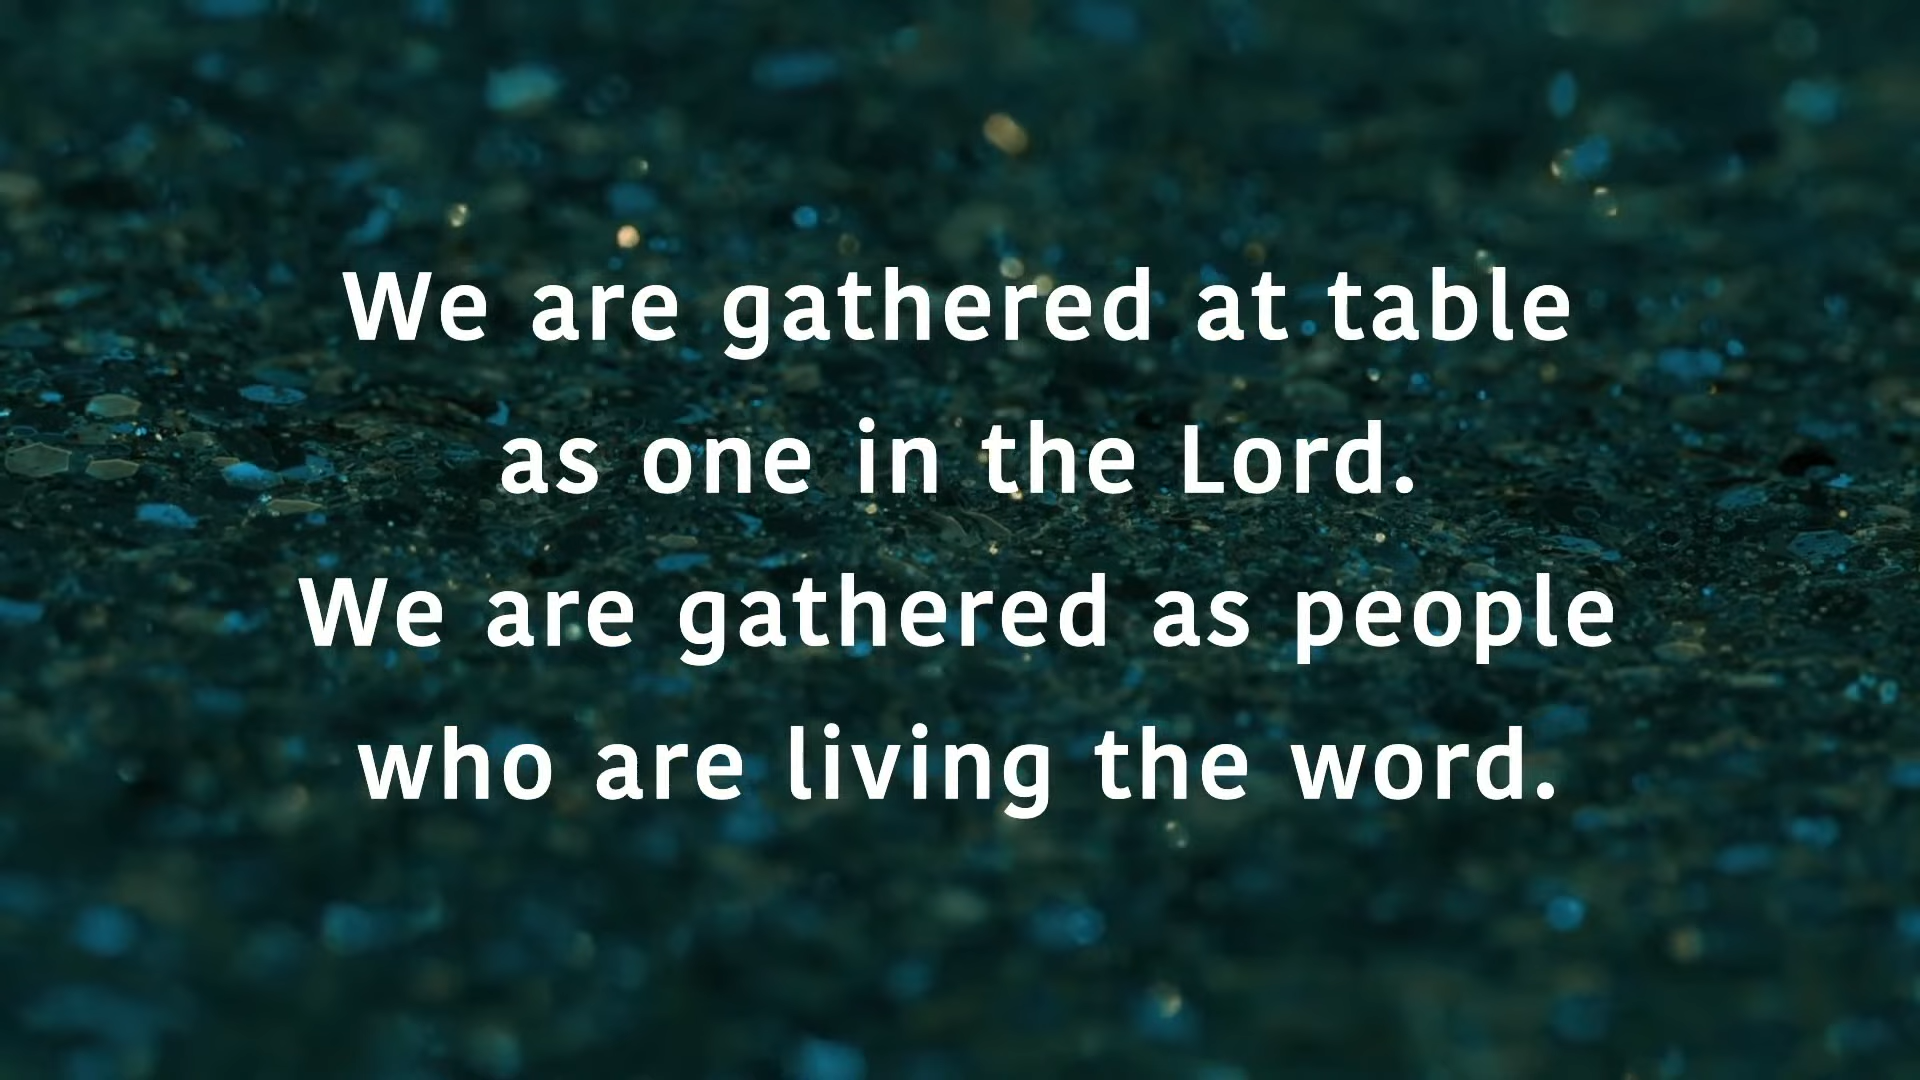 We are gathered at table
as one in the Lord.
We are gathered as people
who are living the word.